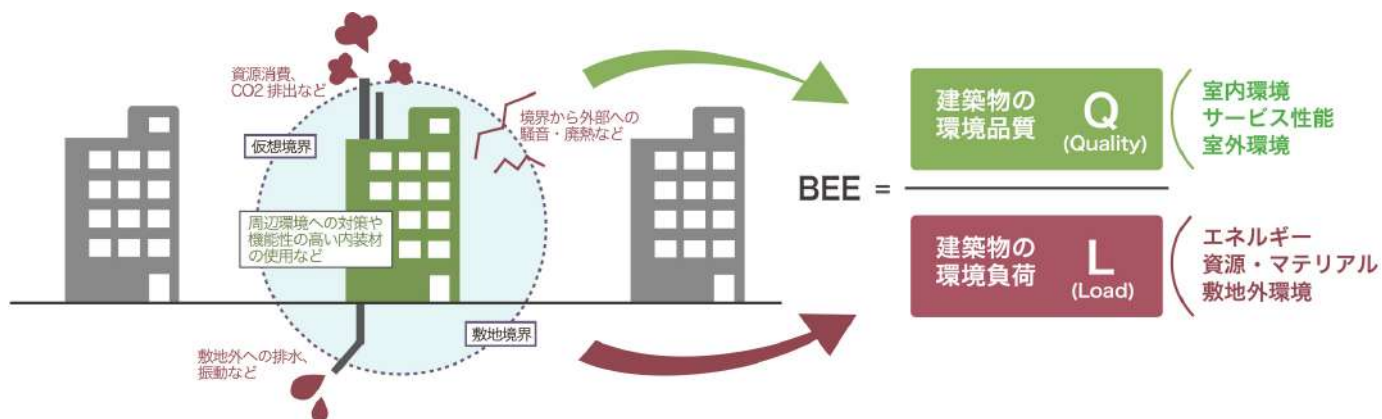 資源消費、
CO2 排出など
仮想境界
境界から外部への
騒音・廃熱など
周辺環境への対策や
機能性の高い内装材
の使用など
敷地境界
敷地外への排水、
振動など
BEE =
建築物の
環境品質
Q
(Quality)
室内環境
サービス性能
室外環境
建築物の
環境負荷
L
(Load)
エネルギー
資源・マテリアル
敷地外環境